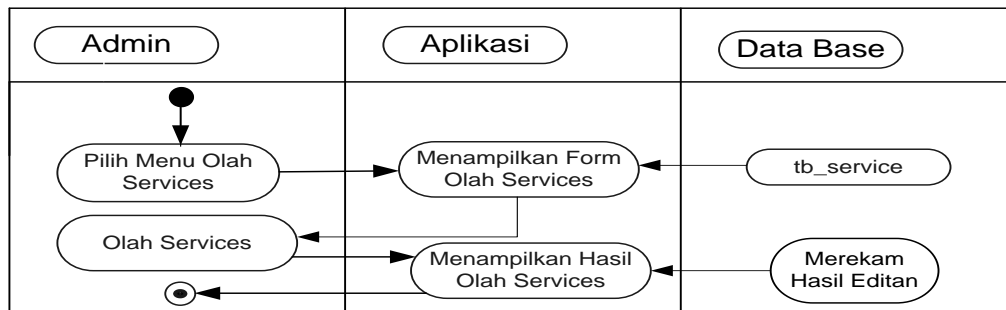 Admin
Aplikasi
Data Base
Pilih Menu Olah
Services
Menampilkan Form
Olah Services
tb_service
Olah Services
Menampilkan Hasil
Olah Services
Merekam
Hasil Editan